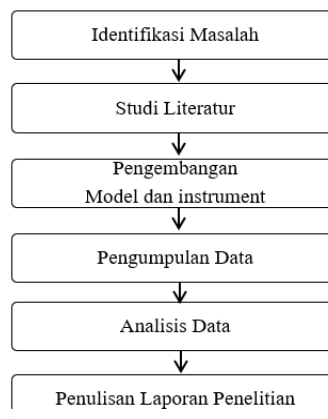 Identifikasi Masalah
Studi Literatur
Pengembangan
Model dan instrument
Pengumpulan Data
Analisis Data
Penulisan Laporan Penelitian